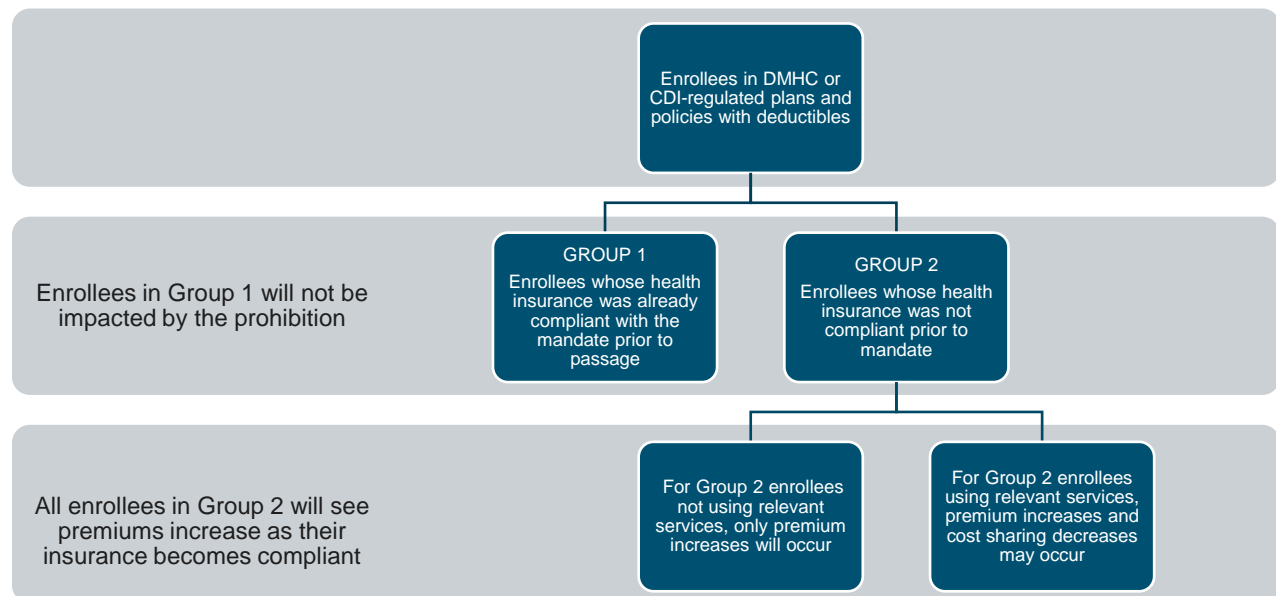 Enrollees in DMHC or
CDI-regulated plans and
policies with deductibles
Enrollees in Group 1 will not be
impacted by the prohibition
GROUP 1
Enrollees whose health
insurance was already
compliant with the
mandate prior to
passage
GROUP 2
Enrollees whose health
insurance was not
compliant prior to
mandate
All enrollees in Group 2 will see
premiums increase as their
insurance becomes compliant
For Group 2 enrollees
not using relevant
services, only premium
increases will occur
For Group 2 enrollees
using relevant services,
premium increases and
cost sharing decreases
may occur